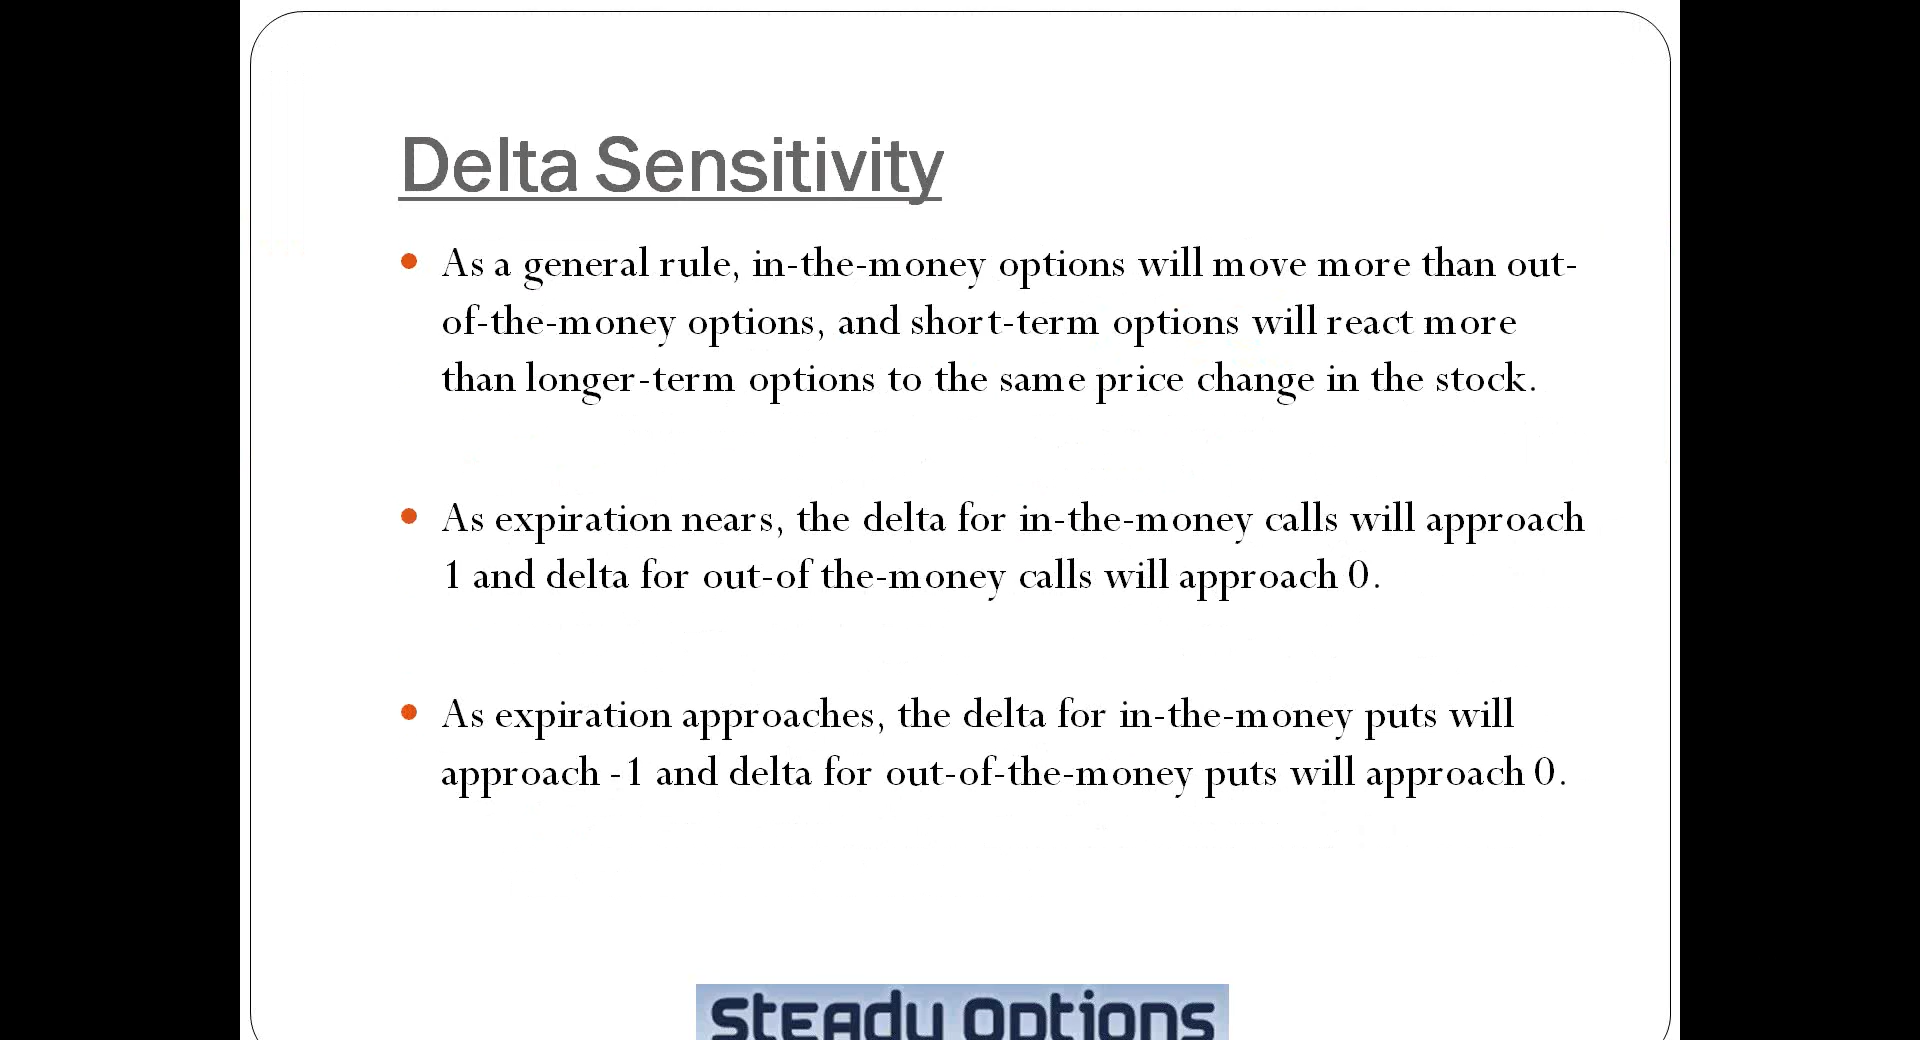 Delta Sensitivity
As a general rule, in-the-money options will move more than out-
of-the-money options, and short-term options will react more
than longer-term options to the same price change in the stock.
As expiration nears, the delta for in-the-money calls will approach
1 and delta for out-of the-money calls will approach 0.
As expiration approaches, the delta for in-the-money puts will
approach -1 and delta for out-of-the-money puts will approach 0.
Steady Options